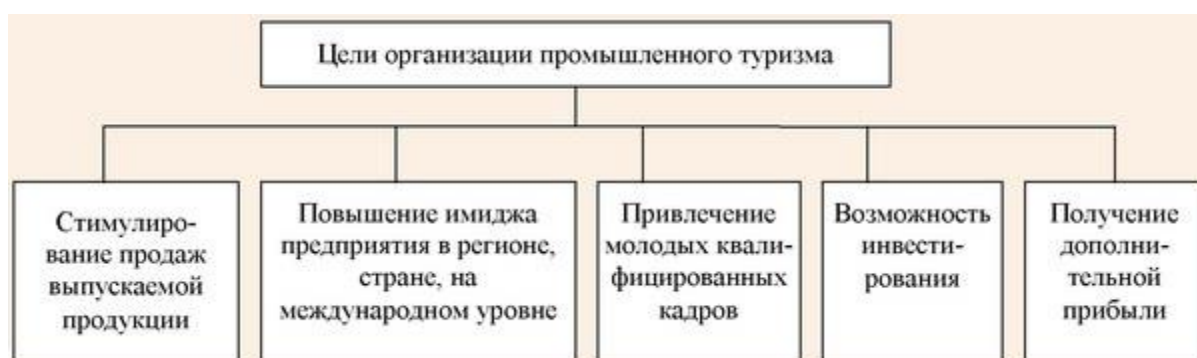 Цели организации промышленного туризма
Стимулиро-
вание продаж
выпускаемой
продукции
Повышение имиджа
предприятия в регионе,
стране, на
международном уровне
Привлечение
молодых квали-
фицированных
кадров
Возможность
инвести-
рования
Получение
дополни-
тельной
прибыли